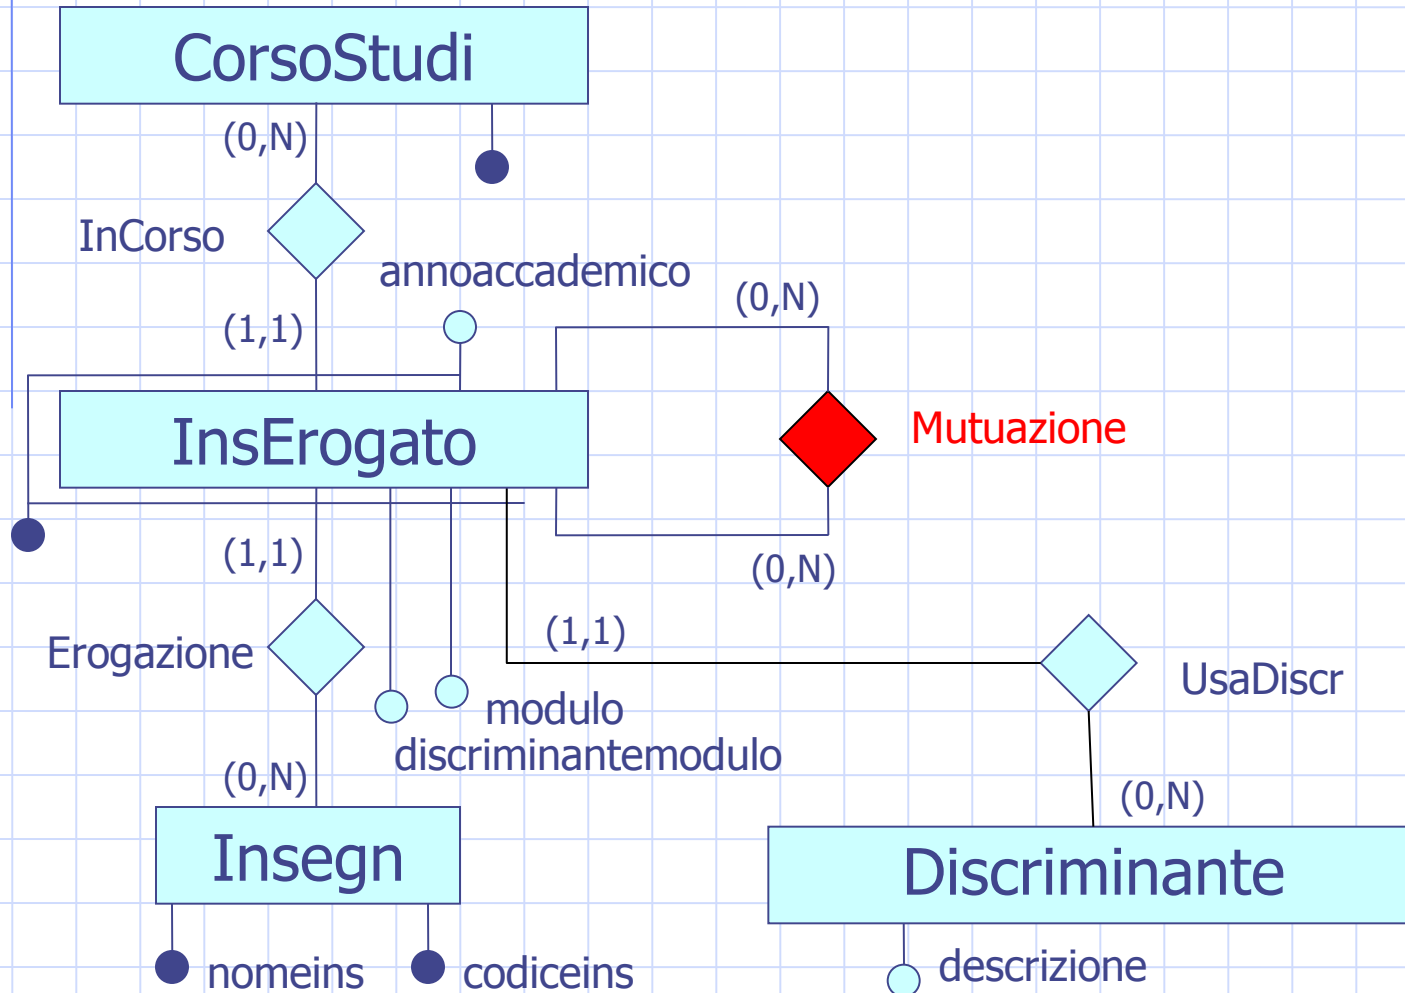 CorsoStudi
(0,N)
InCorso
annoaccademico
(0,N)
(1,1)
InsErogato
Mutuazione
(1,1)
(0,N)
(1,1)
Erogazione
UsaDiscr
modulo
discriminantemodulo
(0,N)
(0,N)
Insegn
Discriminante
nomeins
codiceins
descrizione